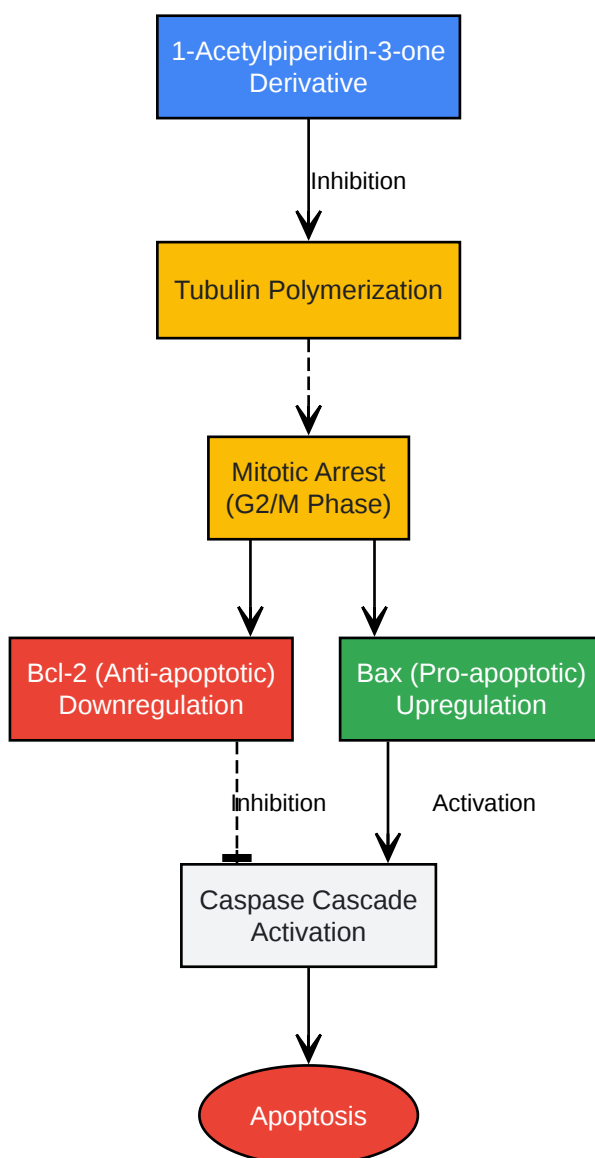 1-Acetylpiperidin-3-one
Derivative
Inhibition
Tubulin Polymerization
Mitotic Arrest
(G2/M Phase)
Bcl-2 (Anti-apoptotic)
Downregulation
Bax (Pro-apoptotic)
Upregulation
Inhibition
Activation
Caspase Cascade
Activation
Apoptosis